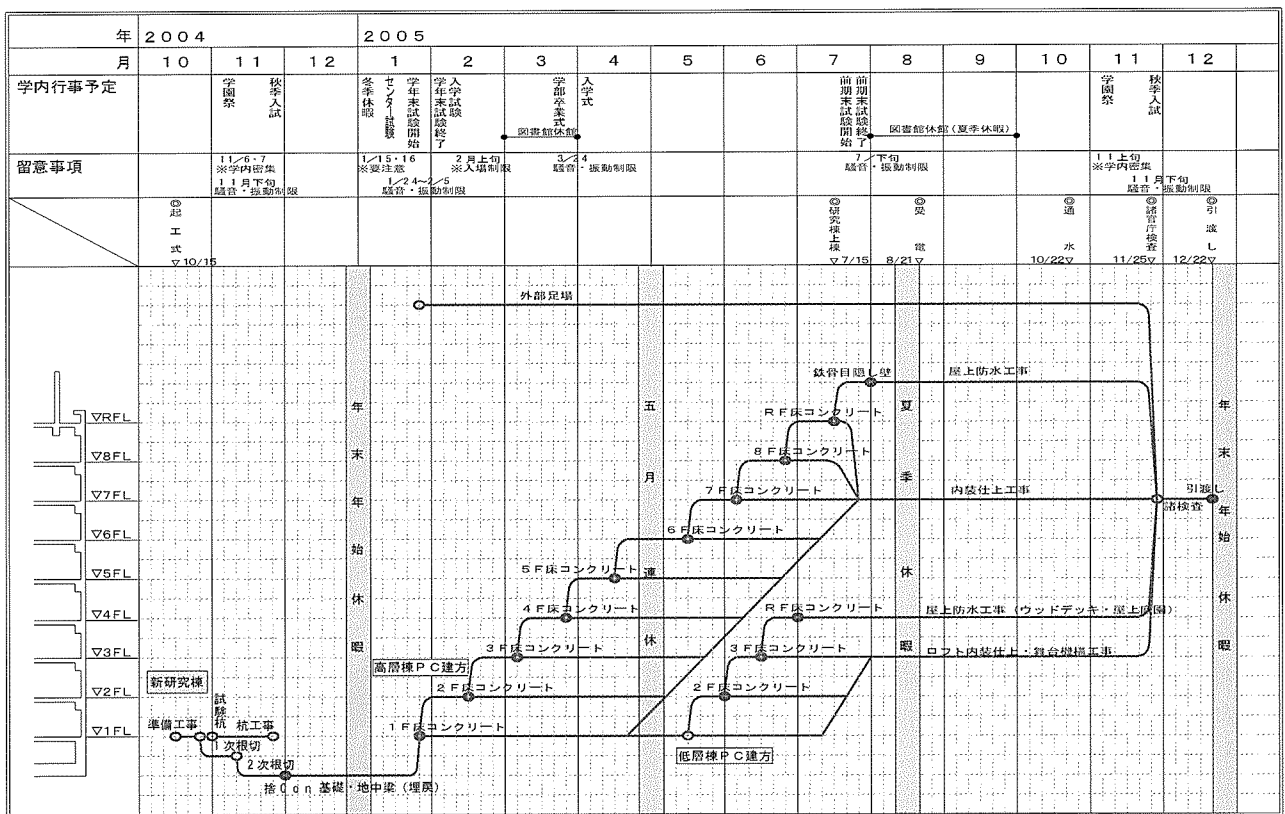 年 2004 2005
月 10 11 12 1 2 3 4 5 6 7 8 9 10 11 12
学内行事予定
学園祭
秋季入試
冬季休暇
センター試験
学年末試験開始
学年末試験終了
入学試験
学部卒業式
入学式
図書館休館
前期末試験開始
前期末試験終了
図書館休館(夏季休暇)
学園祭
秋季入試
留意事項
11/6・7
※学内密集
11月下旬
騒音・振動制限
1/15・16
※要注意
1/24~2/5
騒音・振動制限
2月上旬
※入場制限
3/24
騒音・振動制限
7/下旬
騒音・振動制限
11上旬
※学内密集
11月下旬
騒音・振動制限
◎起工式
▽10/15
◎研究棟上棟
▽7/15
◎受電
8/21▽
◎通水
10/22▽
◎諸官庁検査
11/25▽
◎引渡し
12/22▽
外部足場
鉄骨目隠し壁
屋上防水工事
年末年始休暇
五月連休
夏季休暇
年末年始休暇
▽RFL
RF床コンクリート
▽8FL
8F床コンクリート
▽7FL
7F床コンクリート
内装仕上工事
引渡し
諸検査
▽6FL
6F床コンクリート
▽5FL
5F床コンクリート
▽4FL
4F床コンクリート
RF床コンクリート
屋上防水工事(ウッドデッキ・屋上庭園)
▽3FL
3F床コンクリート
3F床コンクリート
ロフト内装仕上・舞台機構工事
高層棟PC建方
新研究棟
▽2FL
2F床コンクリート
2F床コンクリート
試験杭
準備工事
杭工事
▽1FL
1F床コンクリート
低層棟PC建方
1次根切
2次根切
捨Con 基礎・地中梁(埋戻)